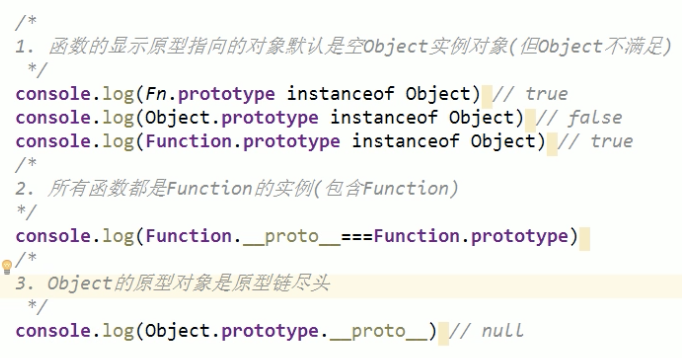 /*
1. 函数的显示原型指向的对象默认是空Object实例对象(但Object不满足)
*/
console.log(Fn.prototype instanceof Object) // true
console.log(Object.prototype instanceof Object) // false
console.log(Function.prototype instanceof Object) // true
/*
2. 所有函数都是Function的实例(包含Function)
*/
console.log(Function.__proto__===Function.prototype)
/*
3. Object的原型对象是原型链尽头
*/
console.log(Object.prototype.__proto__) // null